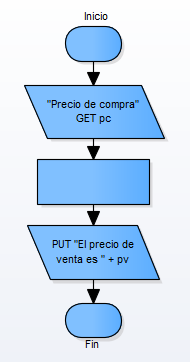 Inicio
"Precio de compra"
GET pc
PUT "El precio de
venta es " + pv
Fin